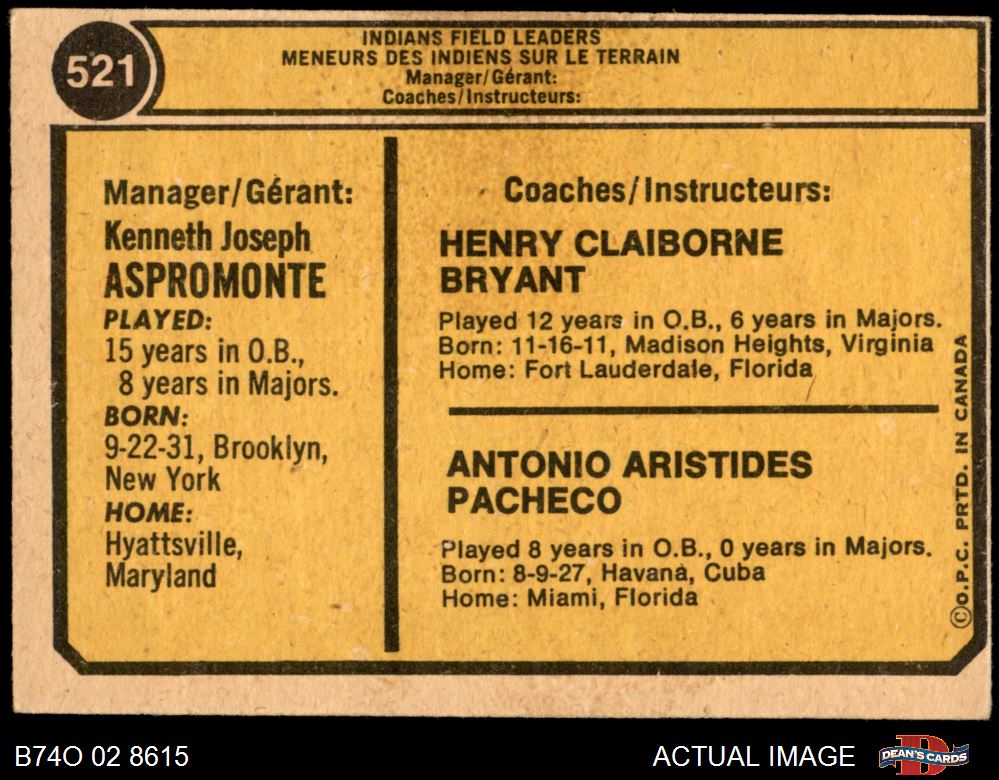 521
INDIANS FIELD LEADERS
MENEURS DES INDIENS SUR LE TERRAIN
Manager/Gérant:
Coaches/Instructeurs:
Manager/Gérant:
Kenneth Joseph
ASPROMONTE
PLAYED:
15 years in O.B.,
8 years in Majors.
BORN:
9-22-31, Brooklyn,
New York
HOME:
Hyattsville,
Maryland
Coaches/Instructeurs:
HENRY CLAIBORNE
BRYANT
Played 12 years in O.B., 6 years in Majors.
Born: 11-16-11, Madison Heights, Virginia
Home: Fort Lauderdale, Florida
ANTONIO ARISTIDES
PACHECO
Played 8 years in O.B., 0 years in Majors.
Born: 8-9-27, Havana, Cuba
Home: Miami, Florida
©O.P.C. PRTD. IN CANADA
B74O 02 8615
ACTUAL IMAGE
D
DEAN'S CARDS